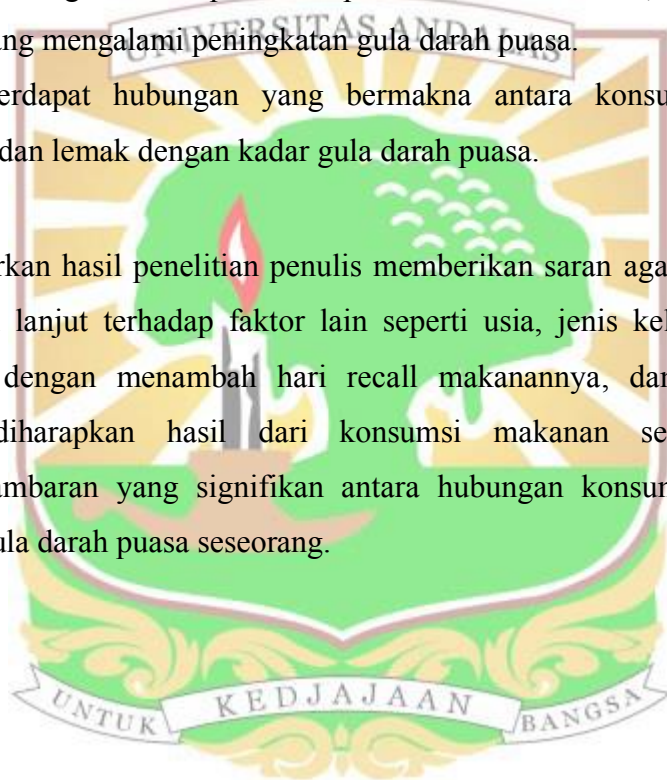 UNIVERSITAS ANDALAS
ang mengalami peningkatan gula darah puasa.
erdapat hubungan yang bermakna antara konsu
dan lemak dengan kadar gula darah puasa.
rkan hasil penelitian penulis memberikan saran aga
lanjut terhadap faktor lain seperti usia, jenis kel
dengan menambah hari recall makanannya, dar
diharapkan hasil dari konsumsi makanan se
ambaran yang signifikan antara hubungan konsur
ula darah puasa seseorang.
UNTUK KEDJAJAAN BANGSA